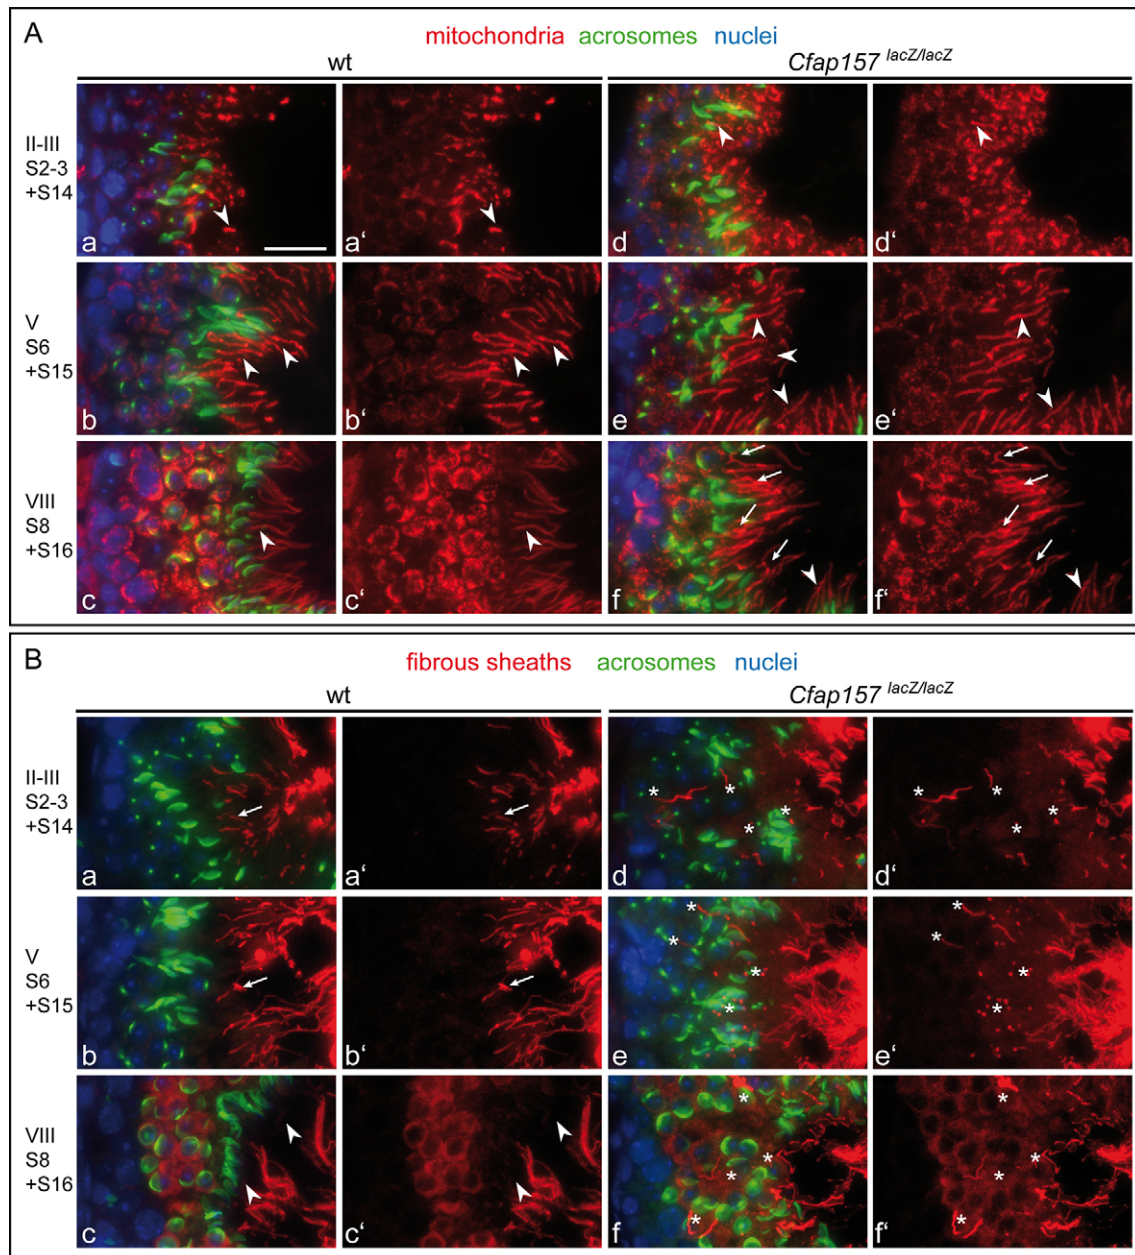 A
mitochondria acrosomes nuclei
wt
Cfap157 lacZ/lacZ
II-III
S2-3
+S14
a
a‘
d
d‘
V
S6
+S15
b
b‘
e
e‘
VIII
S8
+S16
c
c‘
f
f‘
B
fibrous sheaths acrosomes nuclei
wt
Cfap157 lacZ/lacZ
II-III
S2-3
+S14
a
a‘
* * * *
d
* * * *
d‘
V
S6
+S15
b
b‘
* * * *
e
* * * *
e‘
VIII
S8
+S16
c
c‘
* * * *
f
* * * *
f‘